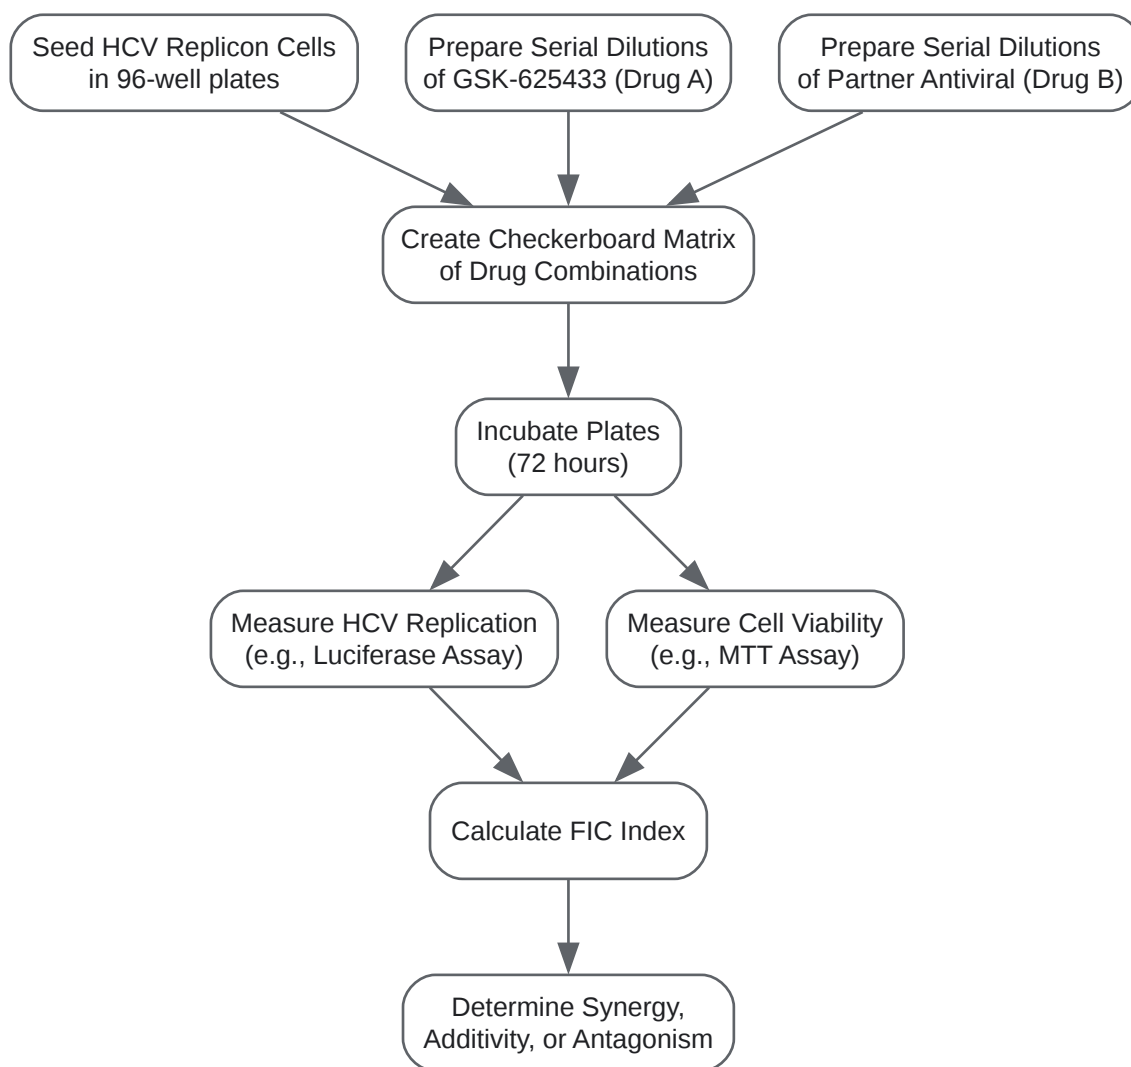 Seed HCV Replicon Cells
in 96-well plates
Prepare Serial Dilutions
of GSK-625433 (Drug A)
Prepare Serial Dilutions
of Partner Antiviral (Drug B)
Create Checkerboard Matrix
of Drug Combinations
Incubate Plates
(72 hours)
Measure HCV Replication
(e.g., Luciferase Assay)
Measure Cell Viability
(e.g., MTT Assay)
Calculate FIC Index
Determine Synergy,
Additivity, or Antagonism